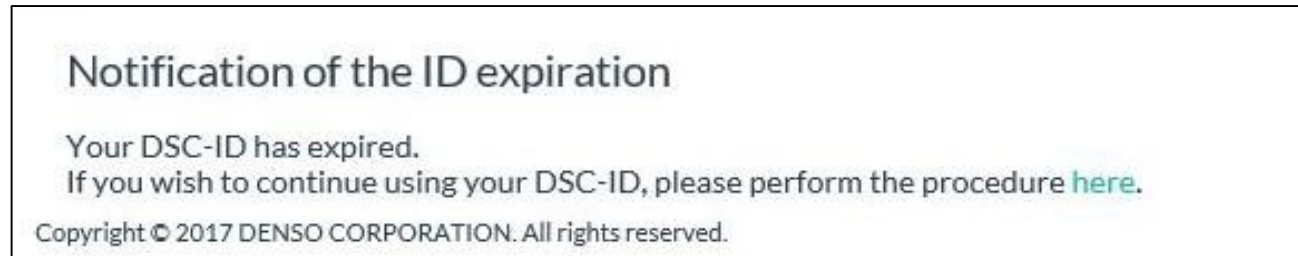 Notification of the ID expiration
Your DSC-ID has expired.
If you wish to continue using your DSC-ID, please perform the procedure here.
Copyright © 2017 DENSO CORPORATION. All rights reserved.